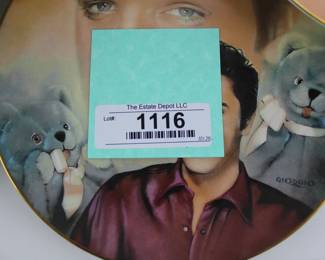 The Estate Depot LLC
Lot#:
1116